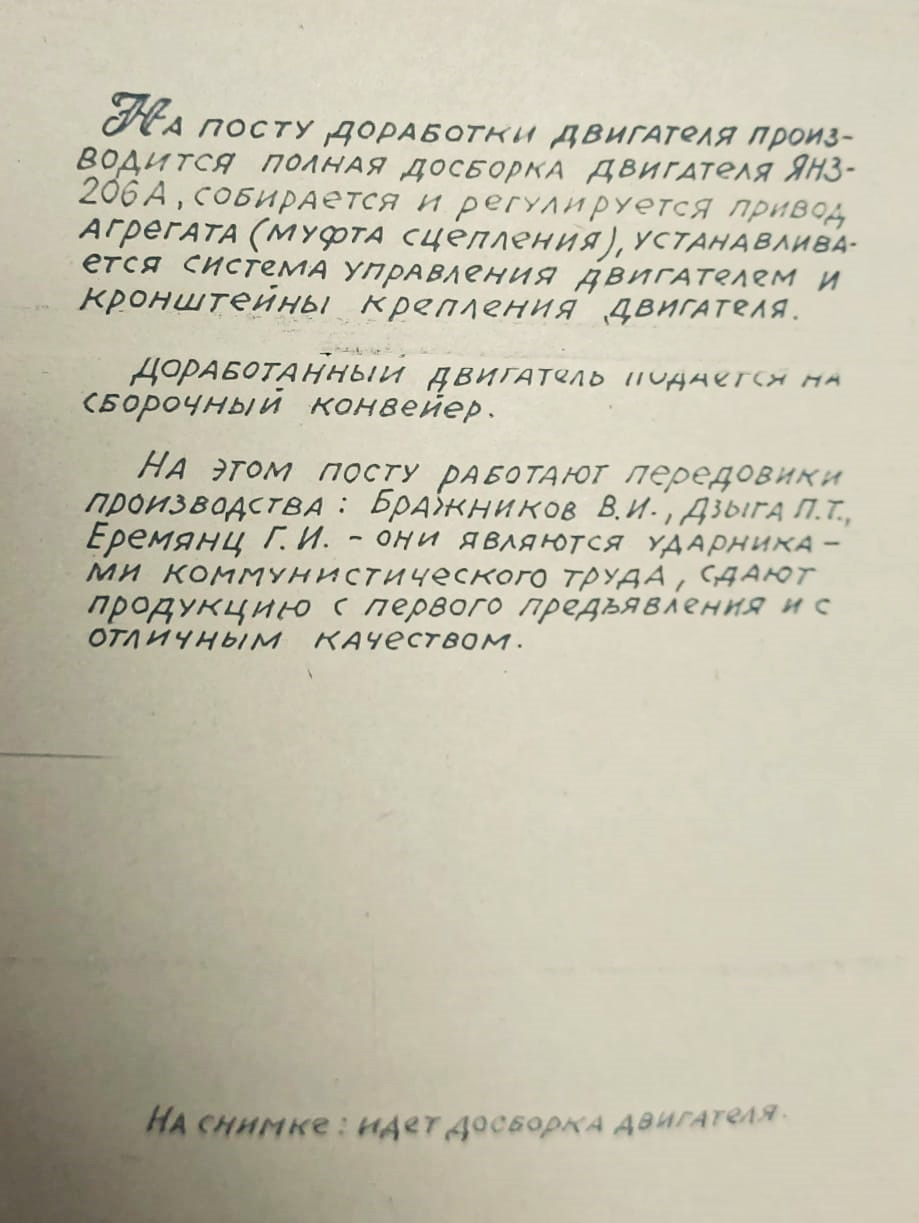 На посту доработки двигателя произ-
водится полная досборка двигателя ЯНЗ-
206А, собирается и регулируется привод
агрегата (муфта сцепления), устанавлива-
ется система управления двигателем и
кронштейны крепления двигателя.
Доработанный двигатель подается на
сборочный конвейер.
На этом посту работают передовики
производства: Бражников В.И., Дзыга П.Т.,
Еремянц Г.И. - они являются ударника-
ми коммунистического труда, сдают
продукцию с первого предъявления и с
отличным качеством.
На снимке: идет досборка двигателя.